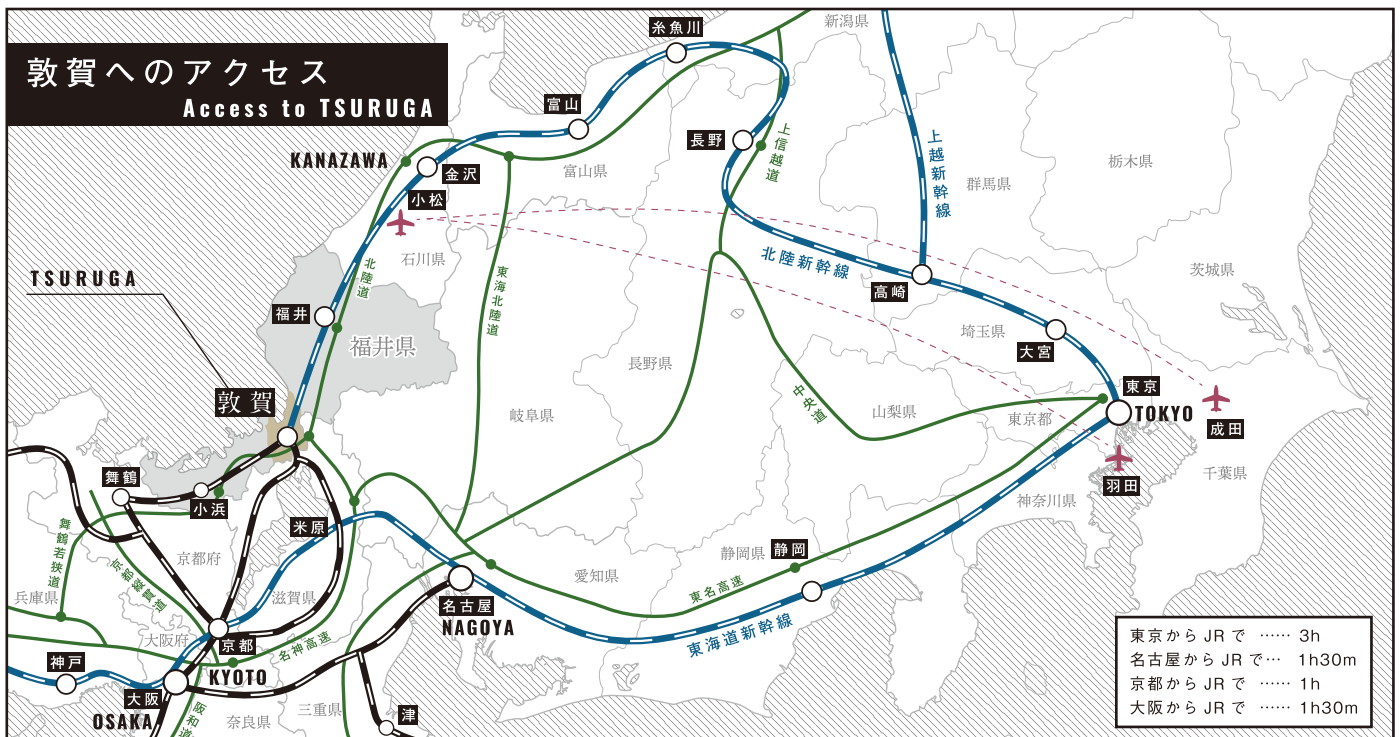 敦賀へのアクセス
Access to TSURUGA
糸魚川
新潟県
富山
長野
上信越道
上越新幹線
栃木県
KANAZAWA
金沢
富山県
群馬県
小松
石川県
北陸道
東海北陸道
北陸新幹線
高崎
茨城県
TSURUGA
福井
福井県
埼玉県
大宮
長野県
中央道
敦賀
岐阜県
山梨県
東京都
東京
TOKYO
成田
羽田
千葉県
神奈川県
舞鶴
小浜
米原
舞鶴若狭道
京都府
京都縦貫道
静岡県
静岡
愛知県
東名高速
兵庫県
滋賀県
名古屋
NAGOYA
東海道新幹線
大阪府
京都
KYOTO
名神高速
神戸
大阪
OSAKA
阪和道
奈良県
三重県
津
東京からJRで …… 3h
名古屋からJRで… 1h30m
京都からJRで …… 1h
大阪からJRで …… 1h30m